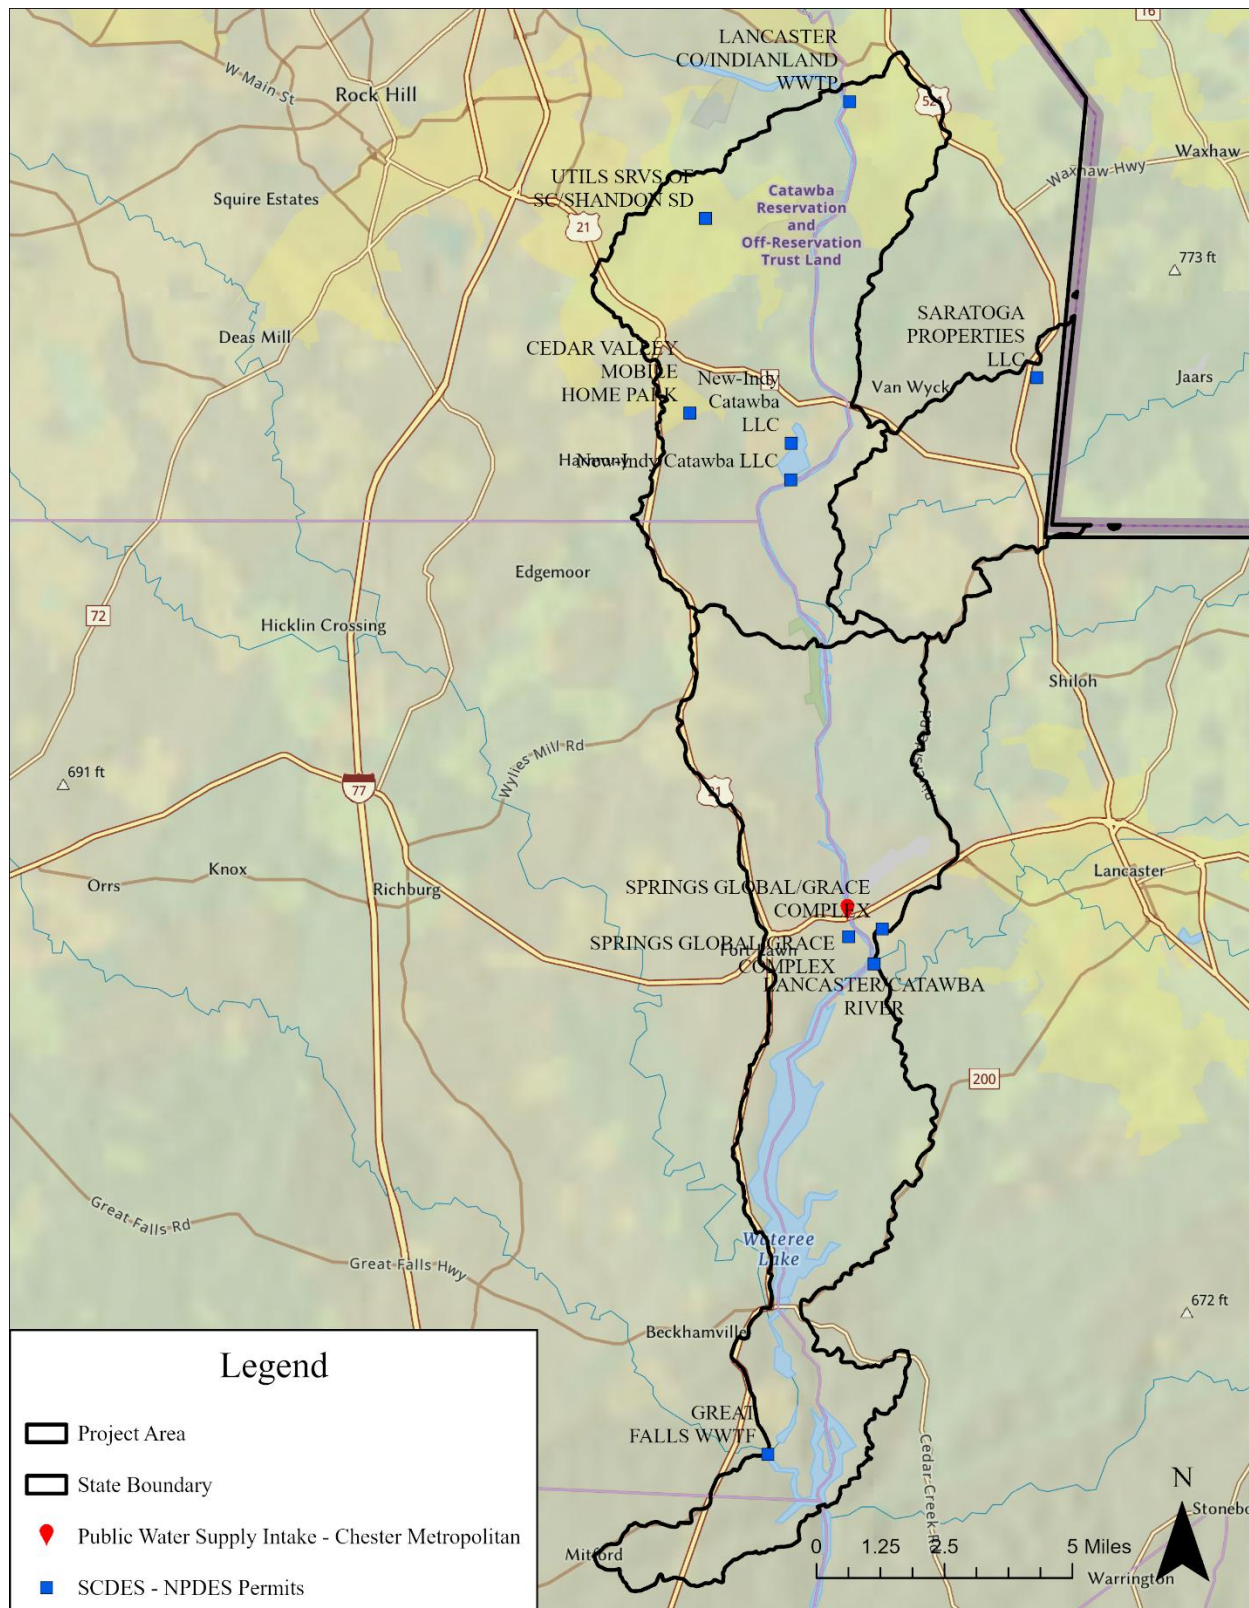 16
LANCASTER
CO/INDIANLAND
WWTP
W Main St
Rock Hill
521
Waxhaw
Waxhaw Hwy
UTILS SRVS OF
SC/SHANDON SD
Squire Estates
21
Catawba
Reservation
and
Off-Reservation
Trust Land
773 ft
SARATOGA
PROPERTIES
LLC
Deas Mill
CEDAR VALLEY
MOBILE
HOME PARK
New-Indy
Catawba
LLC
Van Wyck
Jaars
New-Indy Catawba LLC
Edgemoor
72
Hicklin Crossing
Shiloh
Wylies Mill Rd
691 ft
77
21
Lancaster
Knox
Orrs
Richburg
SPRINGS GLOBAL/GRACE
COMPLEX
SPRINGS GLOBAL/GRACE
COMPLEX
Fort Lawn
LANCASTER/CATAWBA
RIVER
200
Great Falls Rd
Wateree
Lake
Great Falls Hwy
672 ft
Beckhamville
Legend
Project Area
State Boundary
Public Water Supply Intake - Chester Metropolitan
SCDES - NPDES Permits
GREAT
FALLS WWTF
Cedar Creek Rd
N
Stonebo
Mitford
0 1.25 2.5 5 Miles
Warrington